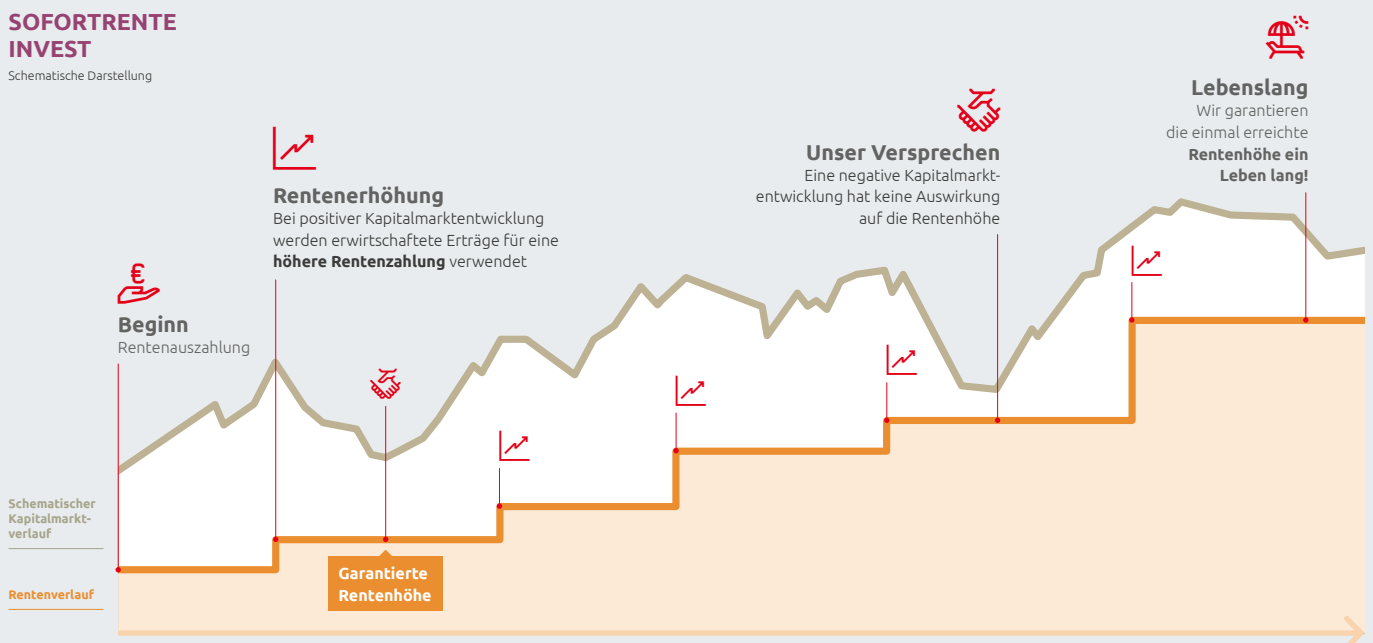 SOFORTRENTE
INVEST
Schematische Darstellung
Beginn
Rentenauszahlung
Rentenerhöhung
Bei positiver Kapitalmarktentwicklung
werden erwirtschaftete Erträge für eine
höhere Rentenzahlung verwendet
Unser Versprechen
Eine negative Kapitalmarkt-
entwicklung hat keine Auswirkung
auf die Rentenhöhe
Lebenslang
Wir garantieren
die einmal erreichte
Rentenhöhe ein
Leben lang!
Schematischer
Kapitalmarkt-
verlauf
Rentenverlauf
Garantierte
Rentenhöhe